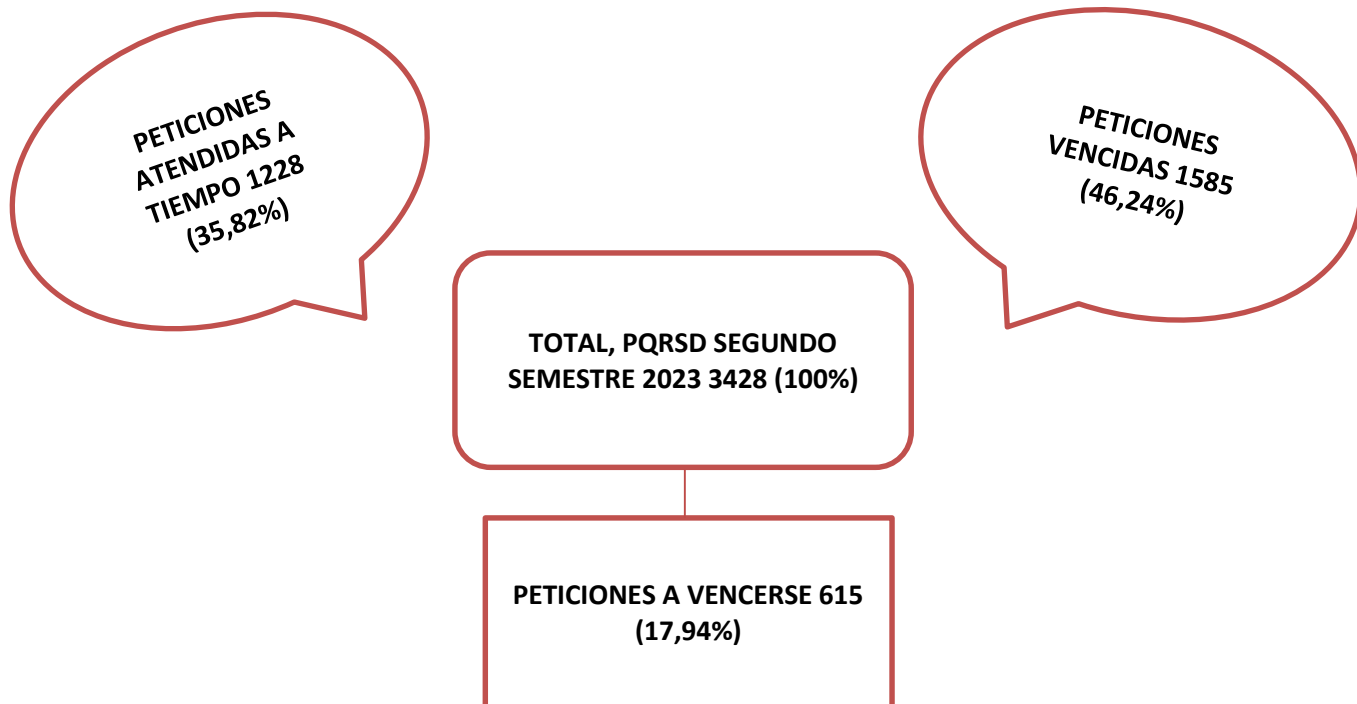 PETICIONES
ATENDIDAS A
TIEMPO 1228
(35,82%)
PETICIONES
VENCIDAS 1585
(46,24%)
TOTAL, PQRSD SEGUNDO
SEMESTRE 2023 3428 (100%)
PETICIONES A VENCERSE 615
(17,94%)